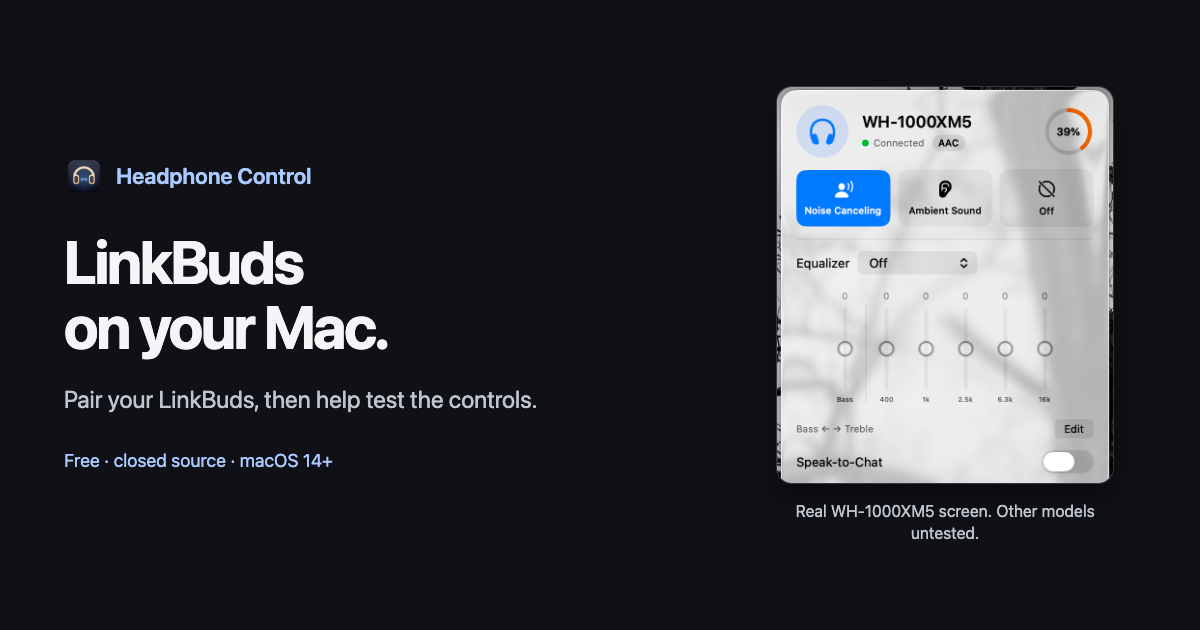 Headphone Control
LinkBuds
on your Mac.
Pair your LinkBuds, then help test the controls.
Free · closed source · macOS 14+
WH-1000XM5
Connected AAC
39%
Noise Canceling Ambient Sound Off
Equalizer Off
0 0 0 0 0 0
Bass 400 1k 2.5k 6.3k 16k
Bass ← → Treble Edit
Speak-to-Chat
Real WH-1000XM5 screen. Other models
untested.